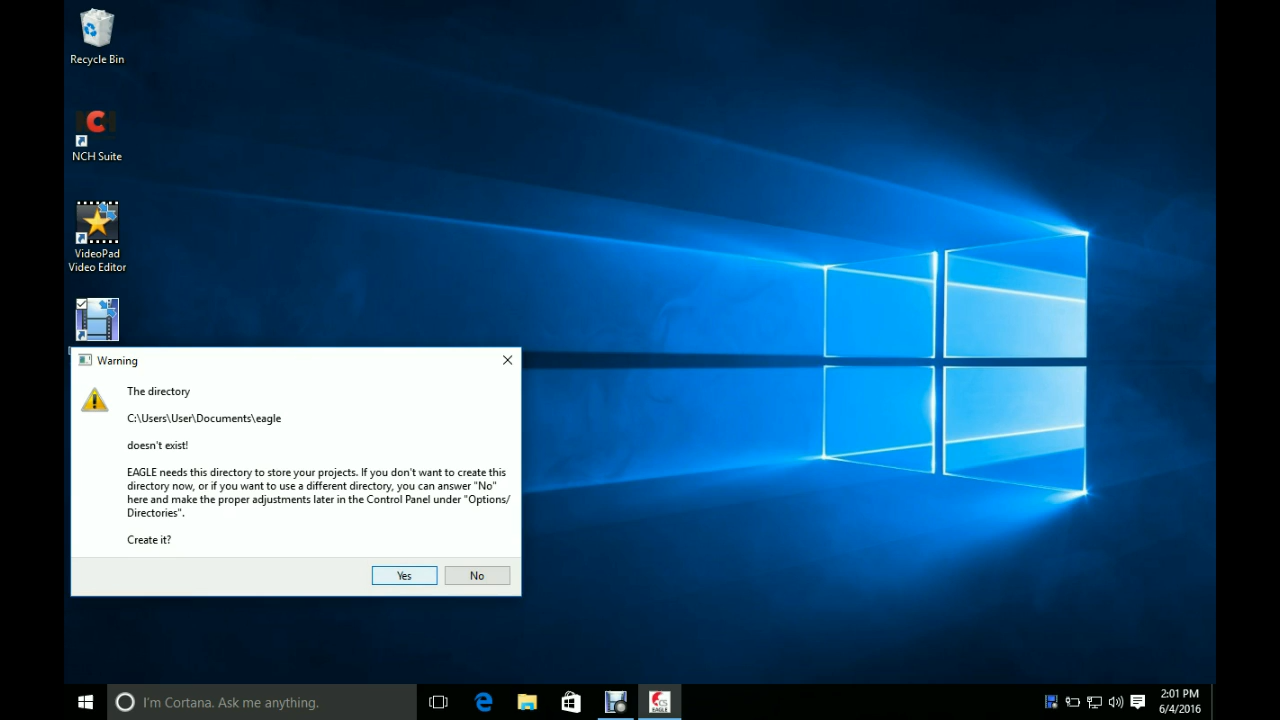 Recycle Bin
NCH Suite
VideoPad
Video Editor
Warning
The directory
C:\Users\User\Documents\eagle
doesn't exist!
EAGLE needs this directory to store your projects. If you don't want to create this
directory now, or if you want to use a different directory, you can answer "No"
here and make the proper adjustments later in the Control Panel under "Options/
Directories".
Create it?
Yes
No
I'm Cortana. Ask me anything.
CS
EAGLE
2:01 PM
6/4/2016